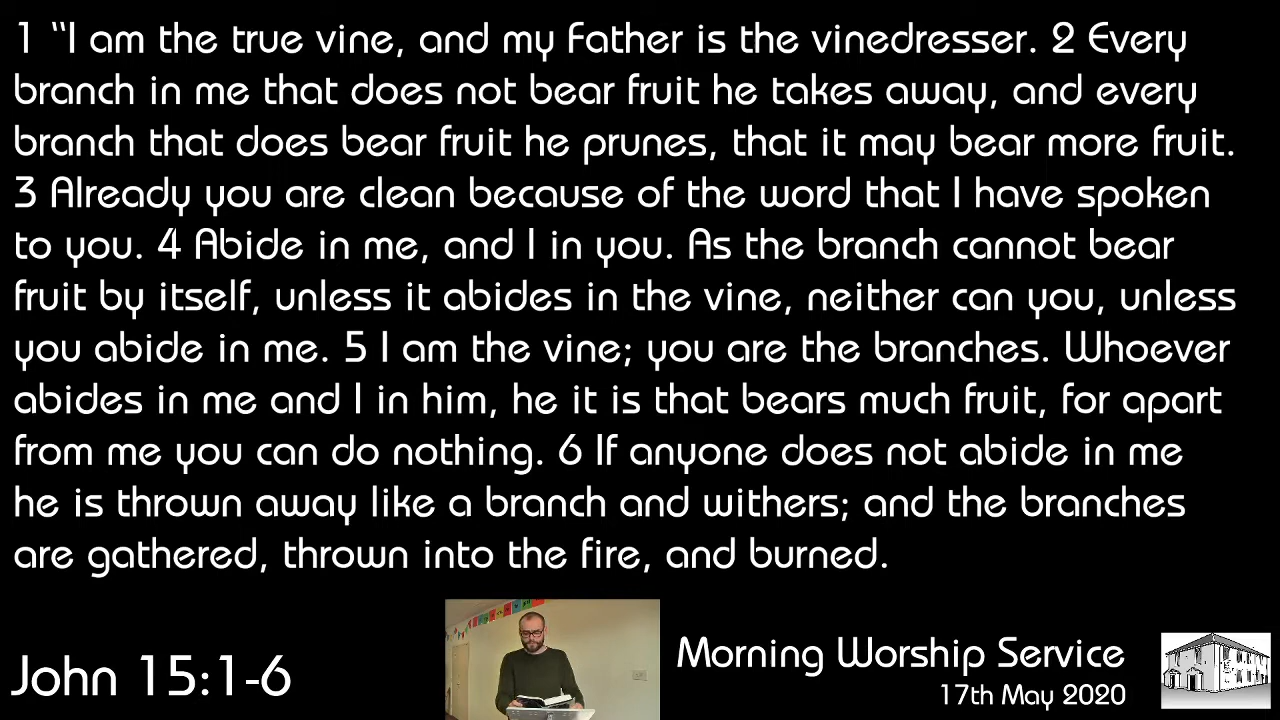 1 “I am the true vine, and my Father is the vinedresser. 2 Every
branch in me that does not bear fruit he takes away, and every
branch that does bear fruit he prunes, that it may bear more fruit.
3 Already you are clean because of the word that I have spoken
to you. 4 Abide in me, and I in you. As the branch cannot bear
fruit by itself, unless it abides in the vine, neither can you, unless
you abide in me. 5 I am the vine; you are the branches. Whoever
abides in me and I in him, he it is that bears much fruit, for apart
from me you can do nothing. 6 If anyone does not abide in me
he is thrown away like a branch and withers; and the branches
are gathered, thrown into the fire, and burned.
John 15:1-6
Morning Worship Service
17th May 2020